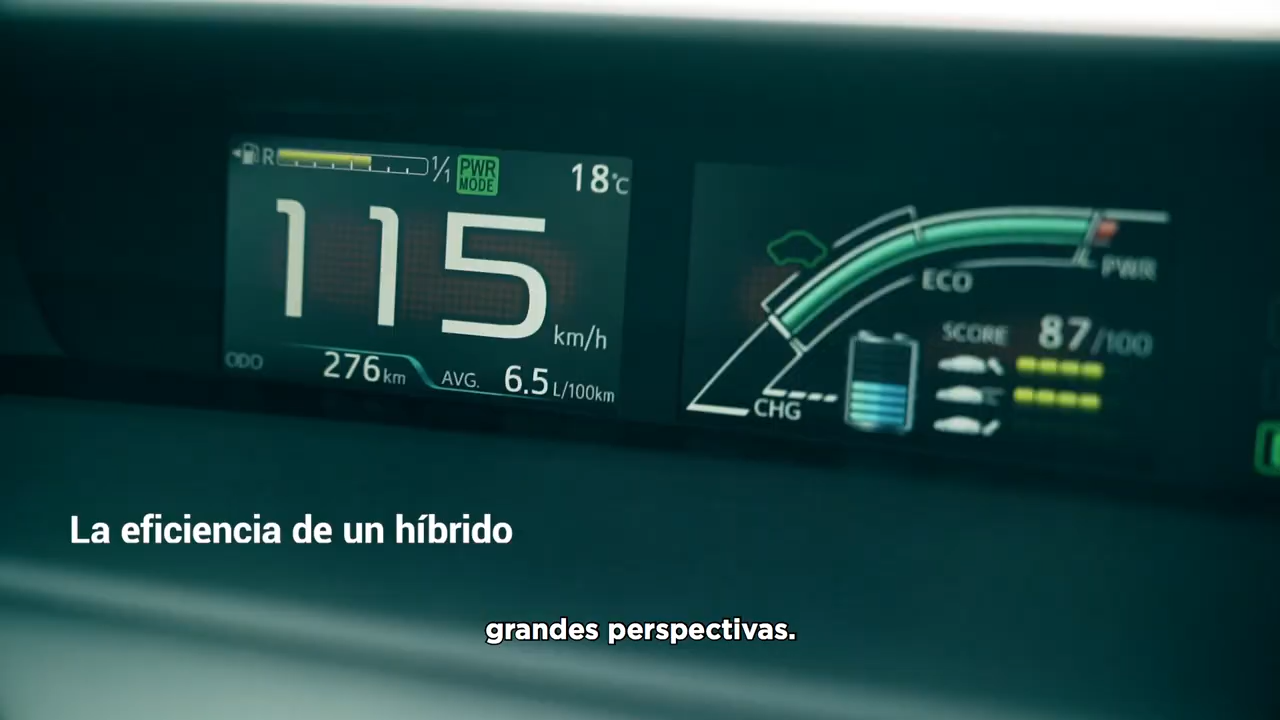 R 1/1 PWR MODE 18°C
115 km/h
ODO 276km AVG. 6.5 L/100km
ECO PWR
SCORE 87/100
CHG
La eficiencia de un híbrido
grandes perspectivas.